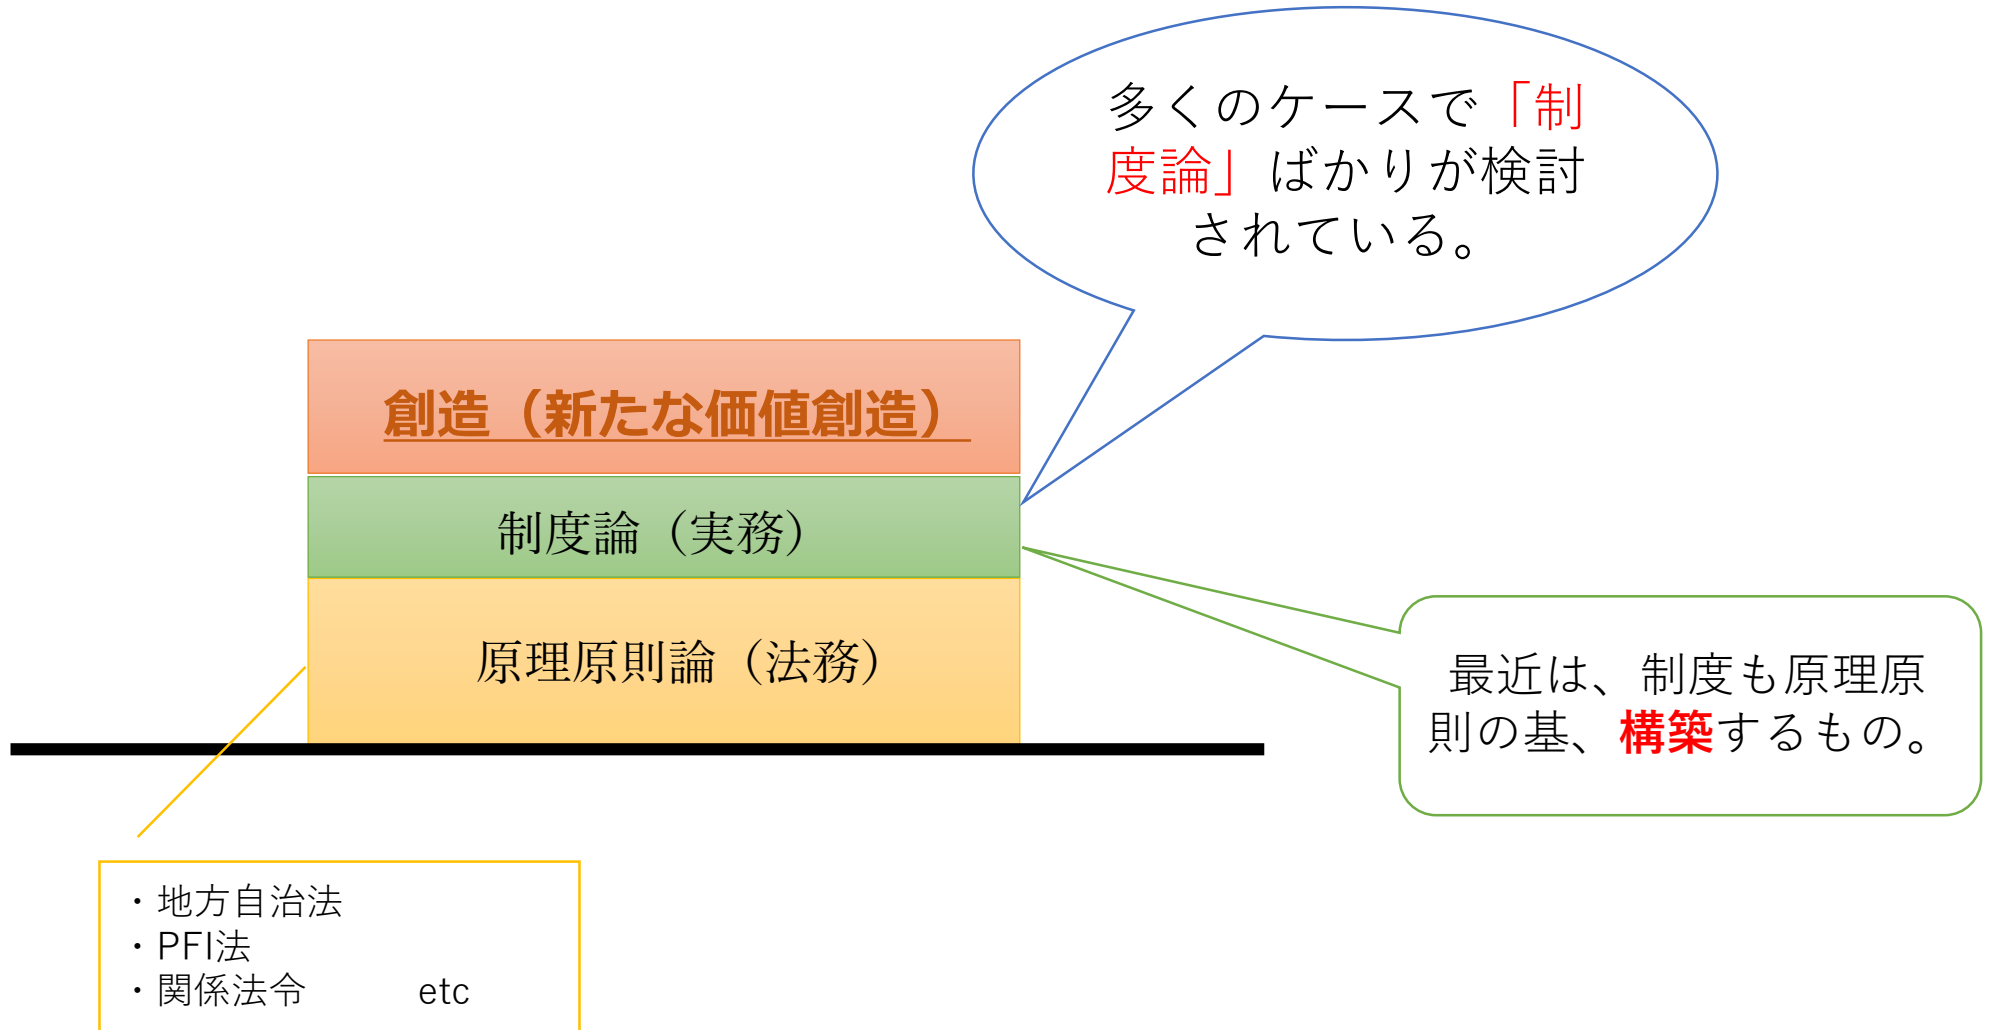 多くのケースで「制
度論」ばかりが検討
されている。
創造（新たな価値創造）
制度論（実務）
原理原則論（法務）
最近は、制度も原理原
則の基、構築するもの。
・地方自治法
・PFI法
・関係法令　　　etc